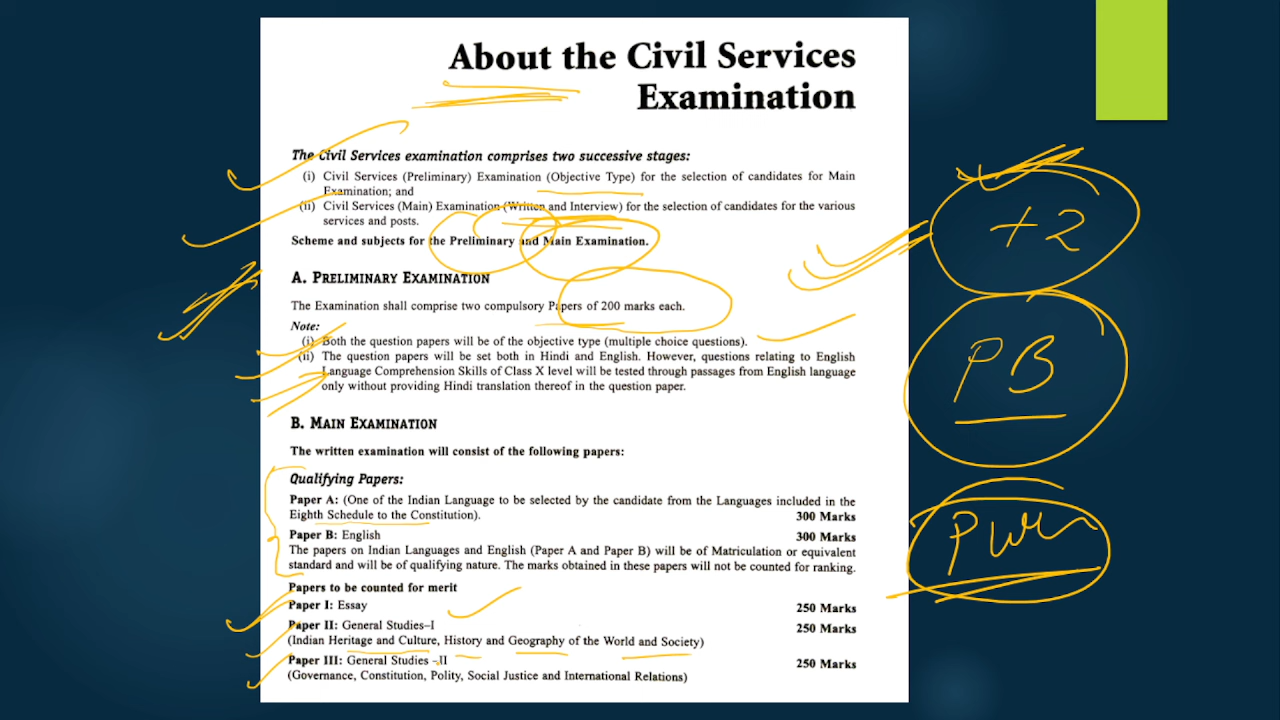 About the Civil Services
Examination
The Civil Services examination comprises two successive stages:
(i) Civil Services (Preliminary) Examination (Objective Type) for the selection of candidates for Main
Examination; and
(ii) Civil Services (Main) Examination (Written and Interview) for the selection of candidates for the various
services and posts.
Scheme and subjects for the Preliminary and Main Examination.
A. PRELIMINARY EXAMINATION
The Examination shall comprise two compulsory Papers of 200 marks each.
Note:
(i) Both the question papers will be of the objective type (multiple choice questions).
(ii) The question papers will be set both in Hindi and English. However, questions relating to English
Language Comprehension Skills of Class X level will be tested through passages from English language
only without providing Hindi translation thereof in the question paper.
B. MAIN EXAMINATION
The written examination will consist of the following papers:
Qualifying Papers:
Paper A: (One of the Indian Language to be selected by the candidate from the Languages included in the
Eighth Schedule to the Constitution). 300 Marks
Paper B: English 300 Marks
The papers on Indian Languages and English (Paper A and Paper B) will be of Matriculation or equivalent
standard and will be of qualifying nature. The marks obtained in these papers will not be counted for ranking.
Papers to be counted for merit
Paper I: Essay 250 Marks
Paper II: General Studies–I 250 Marks
(Indian Heritage and Culture, History and Geography of the World and Society)
Paper III: General Studies -II 250 Marks
(Governance, Constitution, Polity, Social Justice and International Relations)
+2
PB